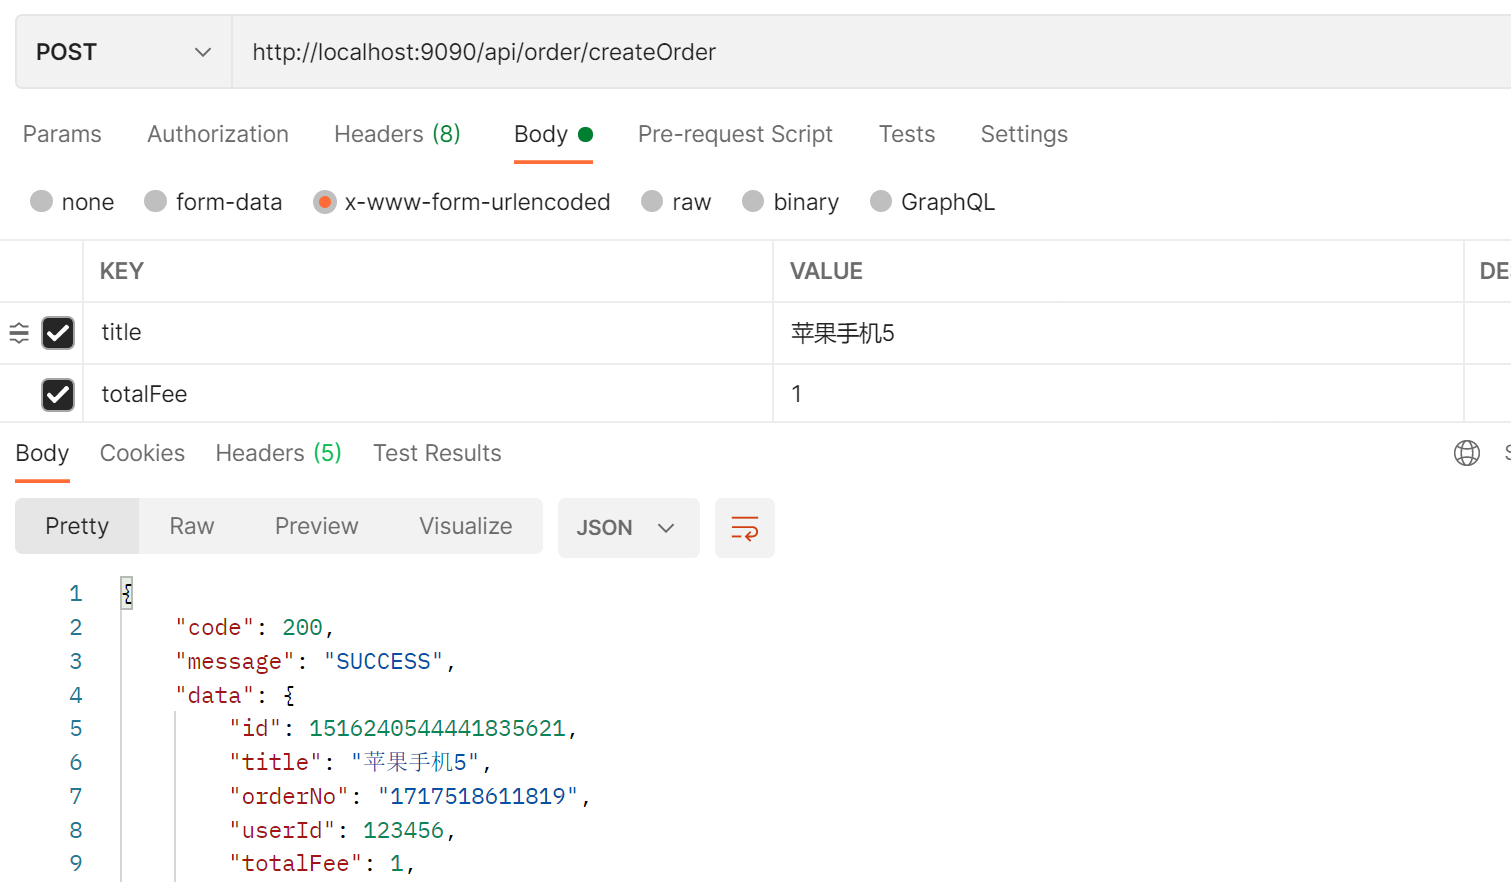 POST http://localhost:9090/api/order/createOrder
Params Authorization Headers (8) Body Pre-request Script Tests Settings
none form-data x-www-form-urlencoded raw binary GraphQL
KEY VALUE DE
title 苹果手机5
totalFee 1
Body Cookies Headers (5) Test Results S
Pretty Raw Preview Visualize JSON
1 {
2 "code": 200,
3 "message": "SUCCESS",
4 "data": {
5 "id": 1516240544441835621,
6 "title": "苹果手机5",
7 "orderNo": "1717518611819",
8 "userId": 123456,
9 "totalFee": 1,